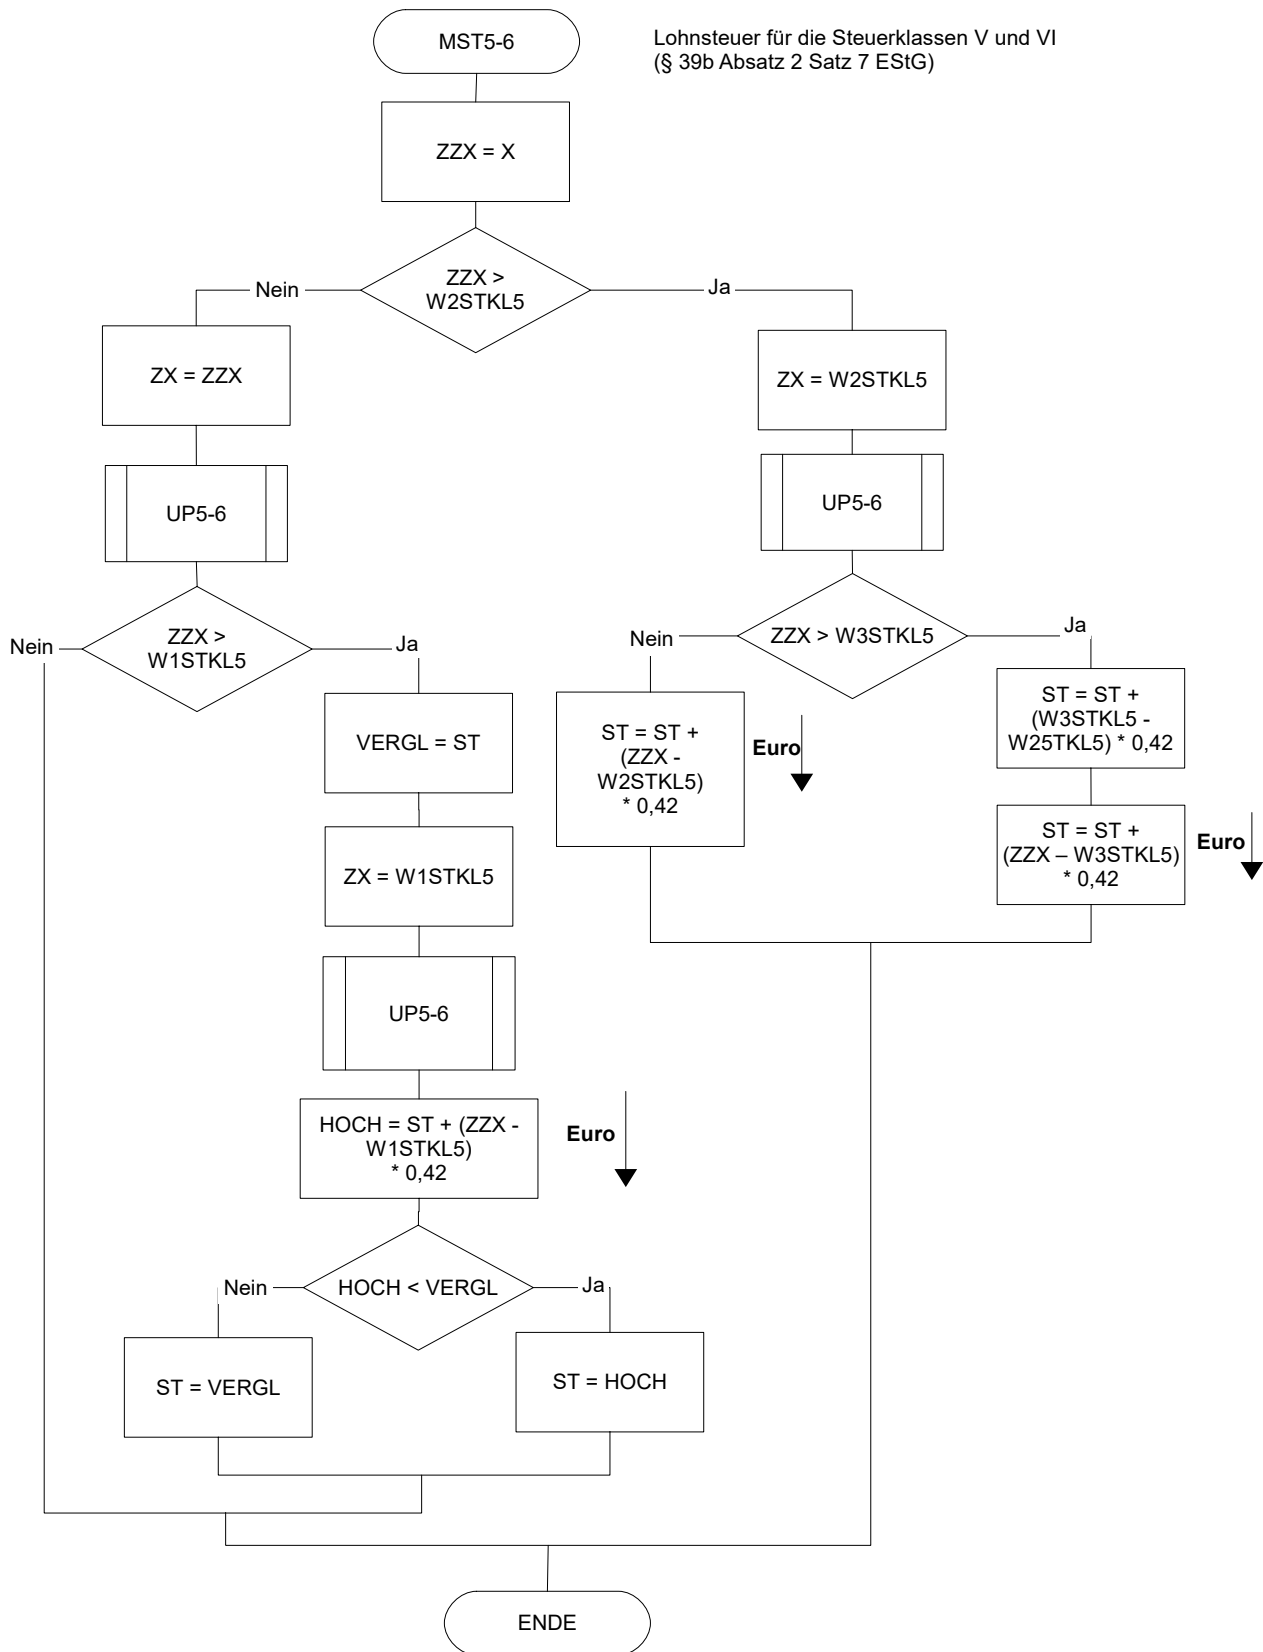 MST5-6
Lohnsteuer für die Steuerklassen V und VI
(§ 39b Absatz 2 Satz 7 EStG)
ZZX = X
ZZX >
W2STKL5
Nein
Ja
ZX = ZZX
ZX = W2STKL5
UP5-6
UP5-6
ZZX >
W1STKL5
Nein
Ja
ZZX > W3STKL5
Nein
Ja
VERGL = ST
ST = ST +
(ZZX -
W2STKL5)
* 0,42
Euro
ST = ST +
(W3STKL5 -
W25TKL5) * 0,42
ZX = W1STKL5
ST = ST +
(ZZX – W3STKL5)
* 0,42
Euro
UP5-6
HOCH = ST + (ZZX -
W1STKL5)
* 0,42
Euro
HOCH < VERGL
Nein
Ja
ST = VERGL
ST = HOCH
ENDE